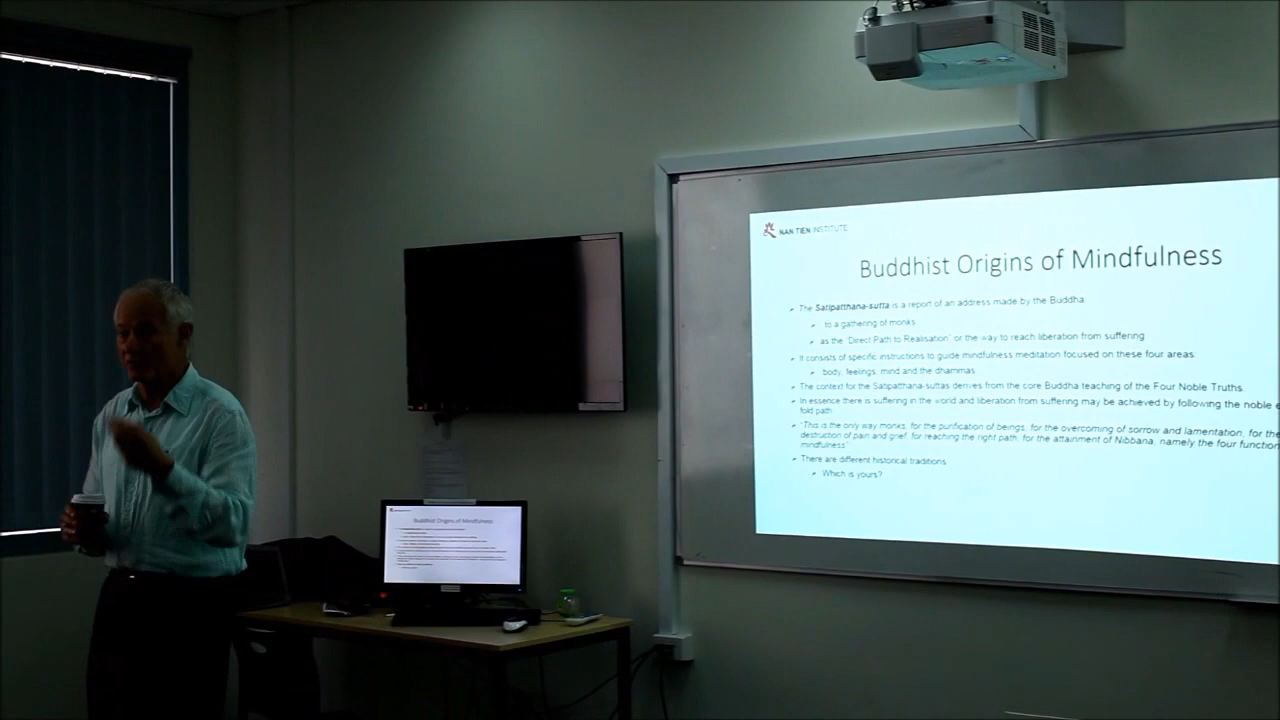 NAN TIEN INSTITUTE
Buddhist Origins of Mindfulness
The Satipatthana-sutta is a report of an address made by the Buddha.
to a gathering of monks
as the 'Direct Path to Realisation' or the way to reach liberation from suffering
It consists of specific instructions to guide mindfulness meditation focused on these four areas.
body, feelings, mind and the dhammas
The context for the Satipatthana-suttas derives from the core Buddha teaching of the Four Noble Truths.
In essence there is suffering in the world and liberation from suffering may be achieved by following the noble e
fold path
"This is the only way monks, for the purification of beings, for the overcoming of sorrow and lamentation, for the
destruction of pain and grief, for reaching the right path, for the attainment of Nibbana, namely the four function
mindfulness"
There are different historical traditions
Which is yours?
Buddhist Origins of Mindfulness